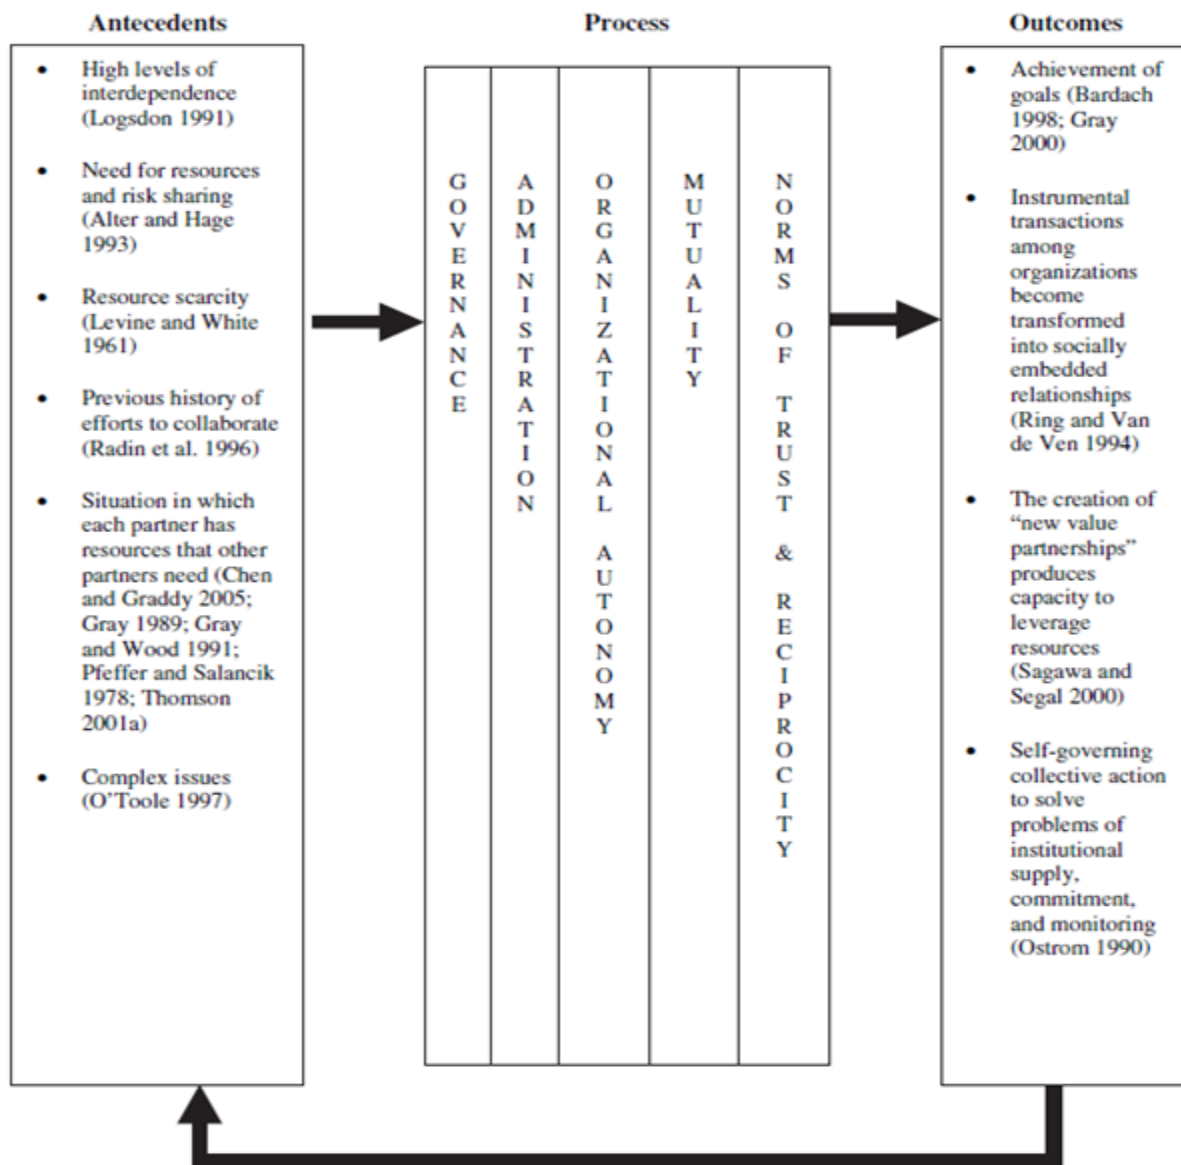 Antecedents
• High levels of
interdependence
(Logsdon 1991)
• Need for resources
and risk sharing
(Alter and Hage
1993)
• Resource scarcity
(Levine and White
1961)
• Previous history of
efforts to collaborate
(Radin et al. 1996)
• Situation in which
each partner has
resources that other
partners need (Chen
and Graddy 2005;
Gray 1989; Gray
and Wood 1991;
Pfeffer and Salancik
1978; Thomson
2001a)
• Complex issues
(O'Toole 1997)
Process
GOVERNANCE
ADMINISTRATION
ORGANIZATIONAL AUTONOMY
MUTUALITY
NORMS OF TRUST & RECIPROCITY
Outcomes
• Achievement of
goals (Bardach
1998; Gray
2000)
• Instrumental
transactions
among
organizations
become
transformed
into socially
embedded
relationships
(Ring and Van
de Ven 1994)
• The creation of
“new value
partnerships”
produces
capacity to
leverage
resources
(Sagawa and
Segal 2000)
• Self-governing
collective action
to solve
problems of
institutional
supply,
commitment,
and monitoring
(Ostrom 1990)